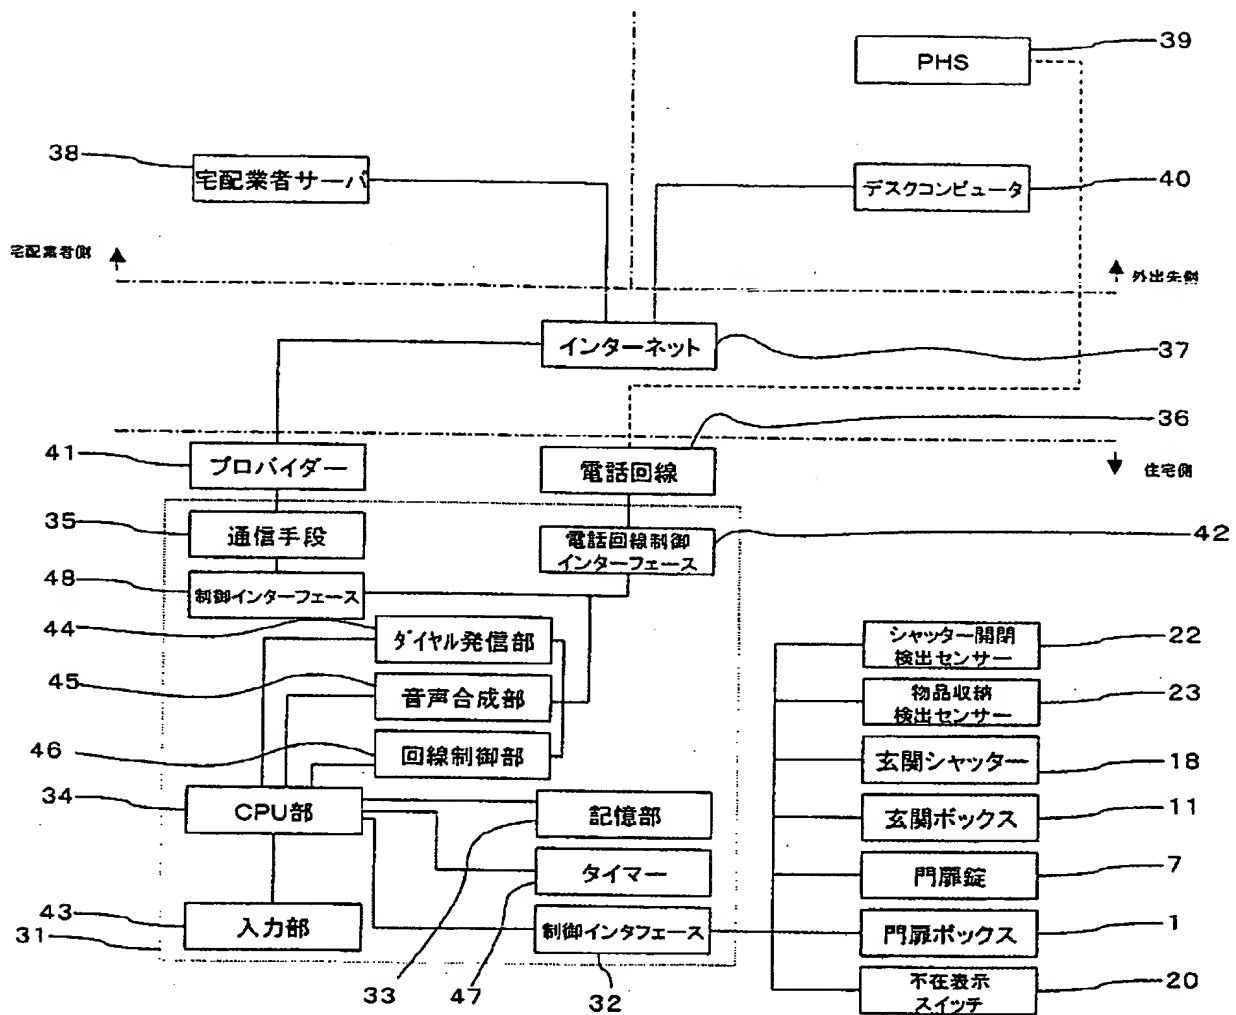 39
PHS
38
宅配業者サーバ
40
デスクコンピュータ
宅配業者側
外出先側
インターネット
37
36
41
プロバイダー
電話回線
住宅側
35
通信手段
電話回線制御
インターフェース
42
48
制御インターフェース
44
ダイヤル発信部
シャッター開閉
検出センサー
22
45
音声合成部
物品収納
検出センサー
23
46
回線制御部
玄関シャッター
18
34
CPU部
記憶部
玄関ボックス
11
タイマー
門扉錠
7
43
入力部
制御インタフェース
門扉ボックス
1
31
不在表示
スイッチ
20
33
47
32